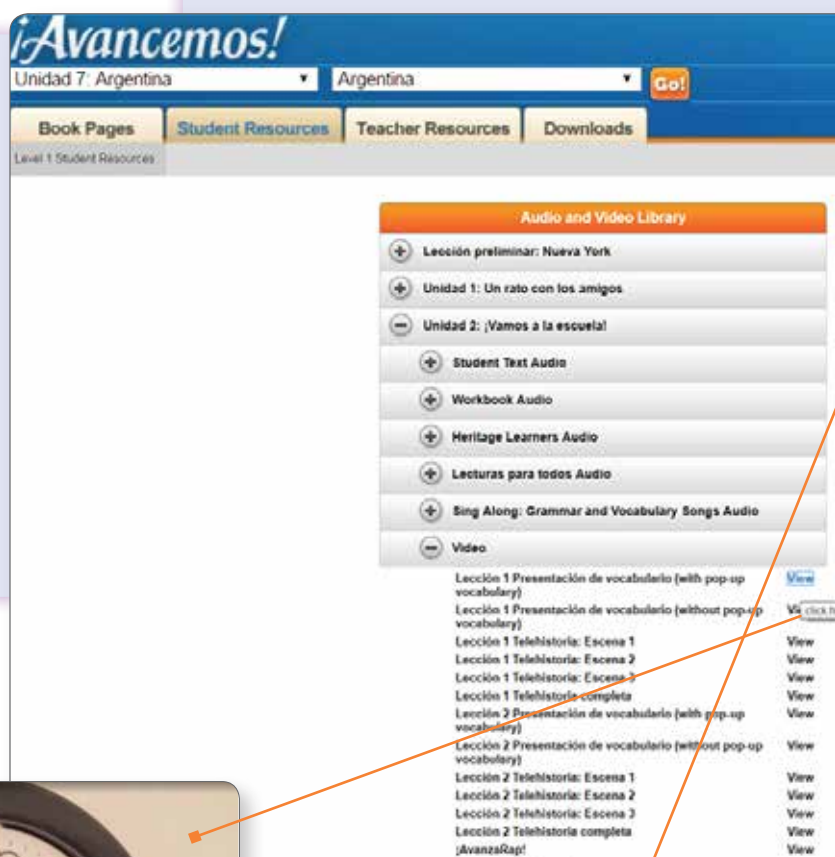 ¡Avancemos!
Unidad 7: Argentina
Argentina
Go!
Book Pages
Student Resources
Teacher Resources
Downloads
Level 1 Student Resources
Audio and Video Library
Lección preliminar: Nueva York
Unidad 1: Un rato con los amigos
Unidad 2: ¡Vamos a la escuela!
Student Text Audio
Workbook Audio
Heritage Learners Audio
Lecturas para todos Audio
Sing Along: Grammar and Vocabulary Songs Audio
Video
Lección 1 Presentación de vocabulario (with pop-up View
vocabulary)
Lección 1 Presentación de vocabulario (without pop-up
vocabulary)
click
Lección 1 Telehistoria: Escena 1 View
Lección 1 Telehistoria: Escena 2 View
Lección 1 Telehistoria: Escena 3 View
Lección 1 Telehistoria completa View
Lección 2 Presentación de vocabulario (with pop-up View
vocabulary)
Lección 2 Presentación de vocabulario (without pop-up View
vocabulary)
Lección 2 Telehistoria: Escena 1 View
Lección 2 Telehistoria: Escena 2 View
Lección 2 Telehistoria: Escena 3 View
Lección 2 Telehistoria completa View
¡AvanzaRap! View